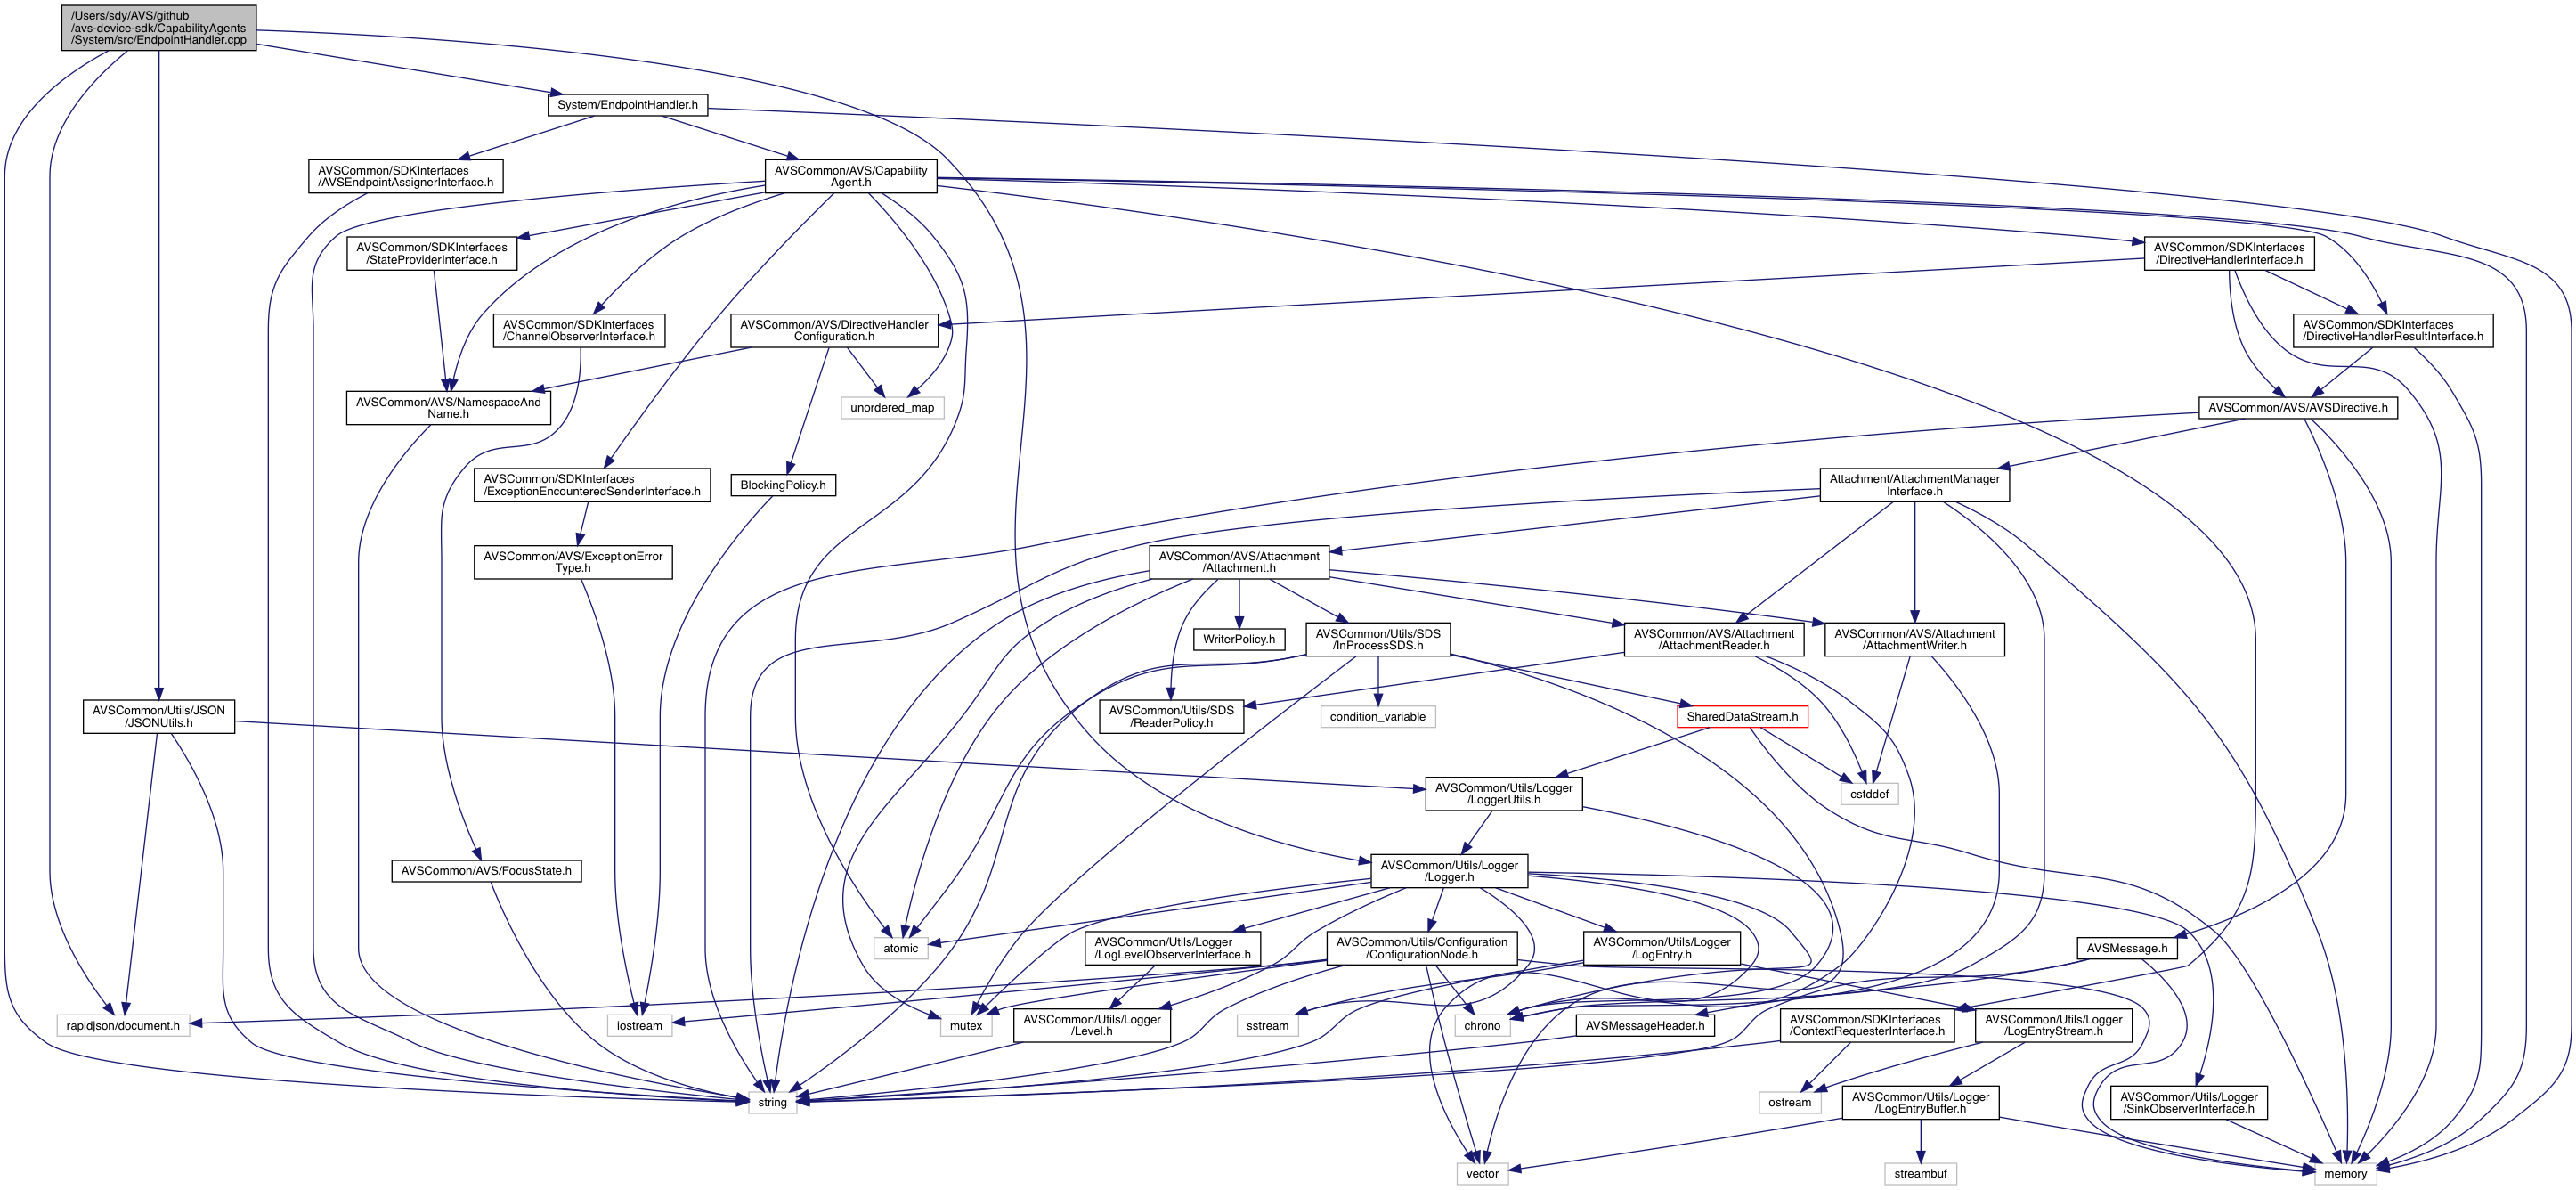 /Users/sdy/AVS/github
/avs-device-sdk/CapabilityAgents
/System/src/EndpointHandler.cpp
System/EndpointHandler.h
AVSCommon/SDKInterfaces
/AVSEndpointAssignerInterface.h
AVSCommon/AVS/Capability
Agent.h
AVSCommon/SDKInterfaces
/StateProviderInterface.h
AVSCommon/SDKInterfaces
/DirectiveHandlerInterface.h
AVSCommon/SDKInterfaces
/ChannelObserverInterface.h
AVSCommon/AVS/DirectiveHandler
Configuration.h
AVSCommon/SDKInterfaces
/DirectiveHandlerResultInterface.h
AVSCommon/AVS/NamespaceAnd
Name.h
unordered_map
AVSCommon/AVS/AVSDirective.h
AVSCommon/SDKInterfaces
/ExceptionEncounteredSenderInterface.h
BlockingPolicy.h
Attachment/AttachmentManager
Interface.h
AVSCommon/AVS/ExceptionError
Type.h
AVSCommon/AVS/Attachment
/Attachment.h
WriterPolicy.h
AVSCommon/Utils/SDS
/InProcessSDS.h
AVSCommon/AVS/Attachment
/AttachmentReader.h
AVSCommon/AVS/Attachment
/AttachmentWriter.h
AVSCommon/Utils/JSON
/JSONUtils.h
AVSCommon/Utils/SDS
/ReaderPolicy.h
condition_variable
SharedDataStream.h
AVSCommon/Utils/Logger
/LoggerUtils.h
cstddef
AVSCommon/AVS/FocusState.h
AVSCommon/Utils/Logger
/Logger.h
atomic
AVSCommon/Utils/Logger
/LogLevelObserverInterface.h
AVSCommon/Utils/Configuration
/ConfigurationNode.h
AVSCommon/Utils/Logger
/LogEntry.h
AVSMessage.h
rapidjson/document.h
iostream
mutex
AVSCommon/Utils/Logger
/Level.h
sstream
chrono
AVSMessageHeader.h
AVSCommon/SDKInterfaces
/ContextRequesterInterface.h
AVSCommon/Utils/Logger
/LogEntryStream.h
string
ostream
AVSCommon/Utils/Logger
/LogEntryBuffer.h
AVSCommon/Utils/Logger
/SinkObserverInterface.h
vector
streambuf
memory